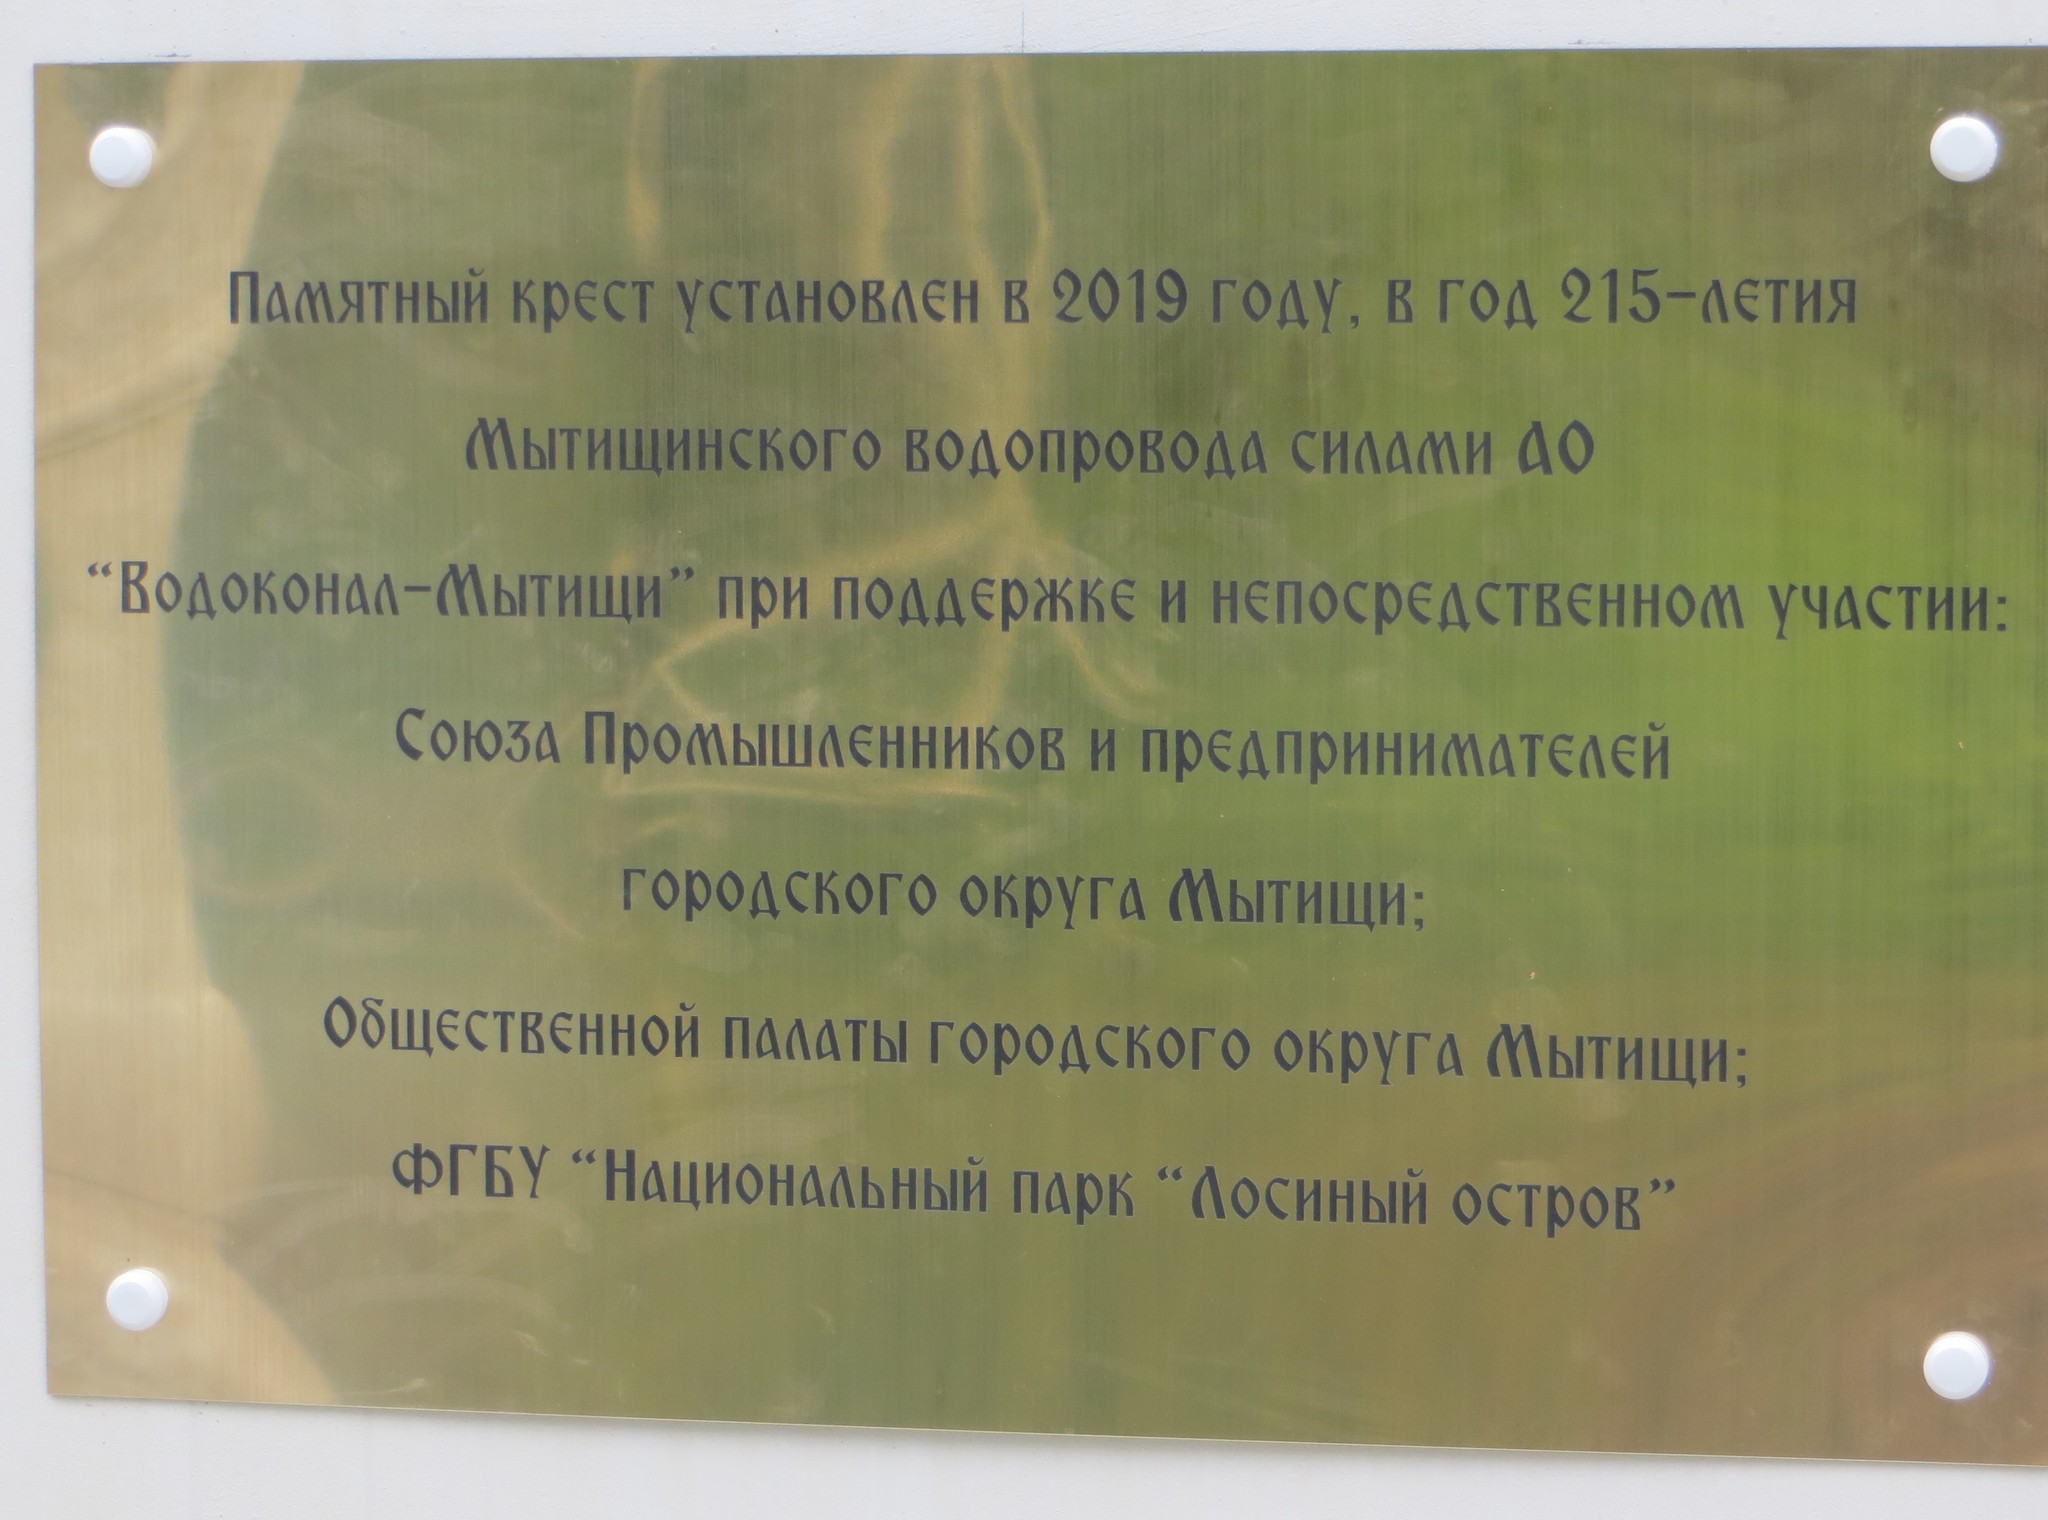 Памятный крест установлен в 2019 году, в год 215-летия
Мытищинского водопровода силами АО
“Водоконал-Мытищи” при поддержке и непосредственном участии:
Союза Промышленников и предпринимателей
городского округа Мытищи;
Общественной палаты городского округа Мытищи;
ФГБУ “Национальный парк “Лосиный остров”